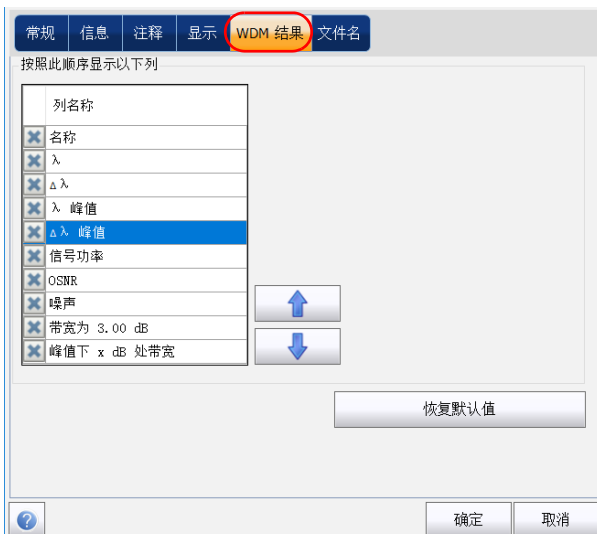 常规 信息 注释 显示 WDM 结果 文件名
按照此顺序显示以下列
列名称
名称
λ
Δ λ
λ 峰值
Δ λ 峰值
信号功率
OSNR
噪声
带宽为 3.00 dB
峰值下 x dB 处带宽
恢复默认值
? 确定 取消